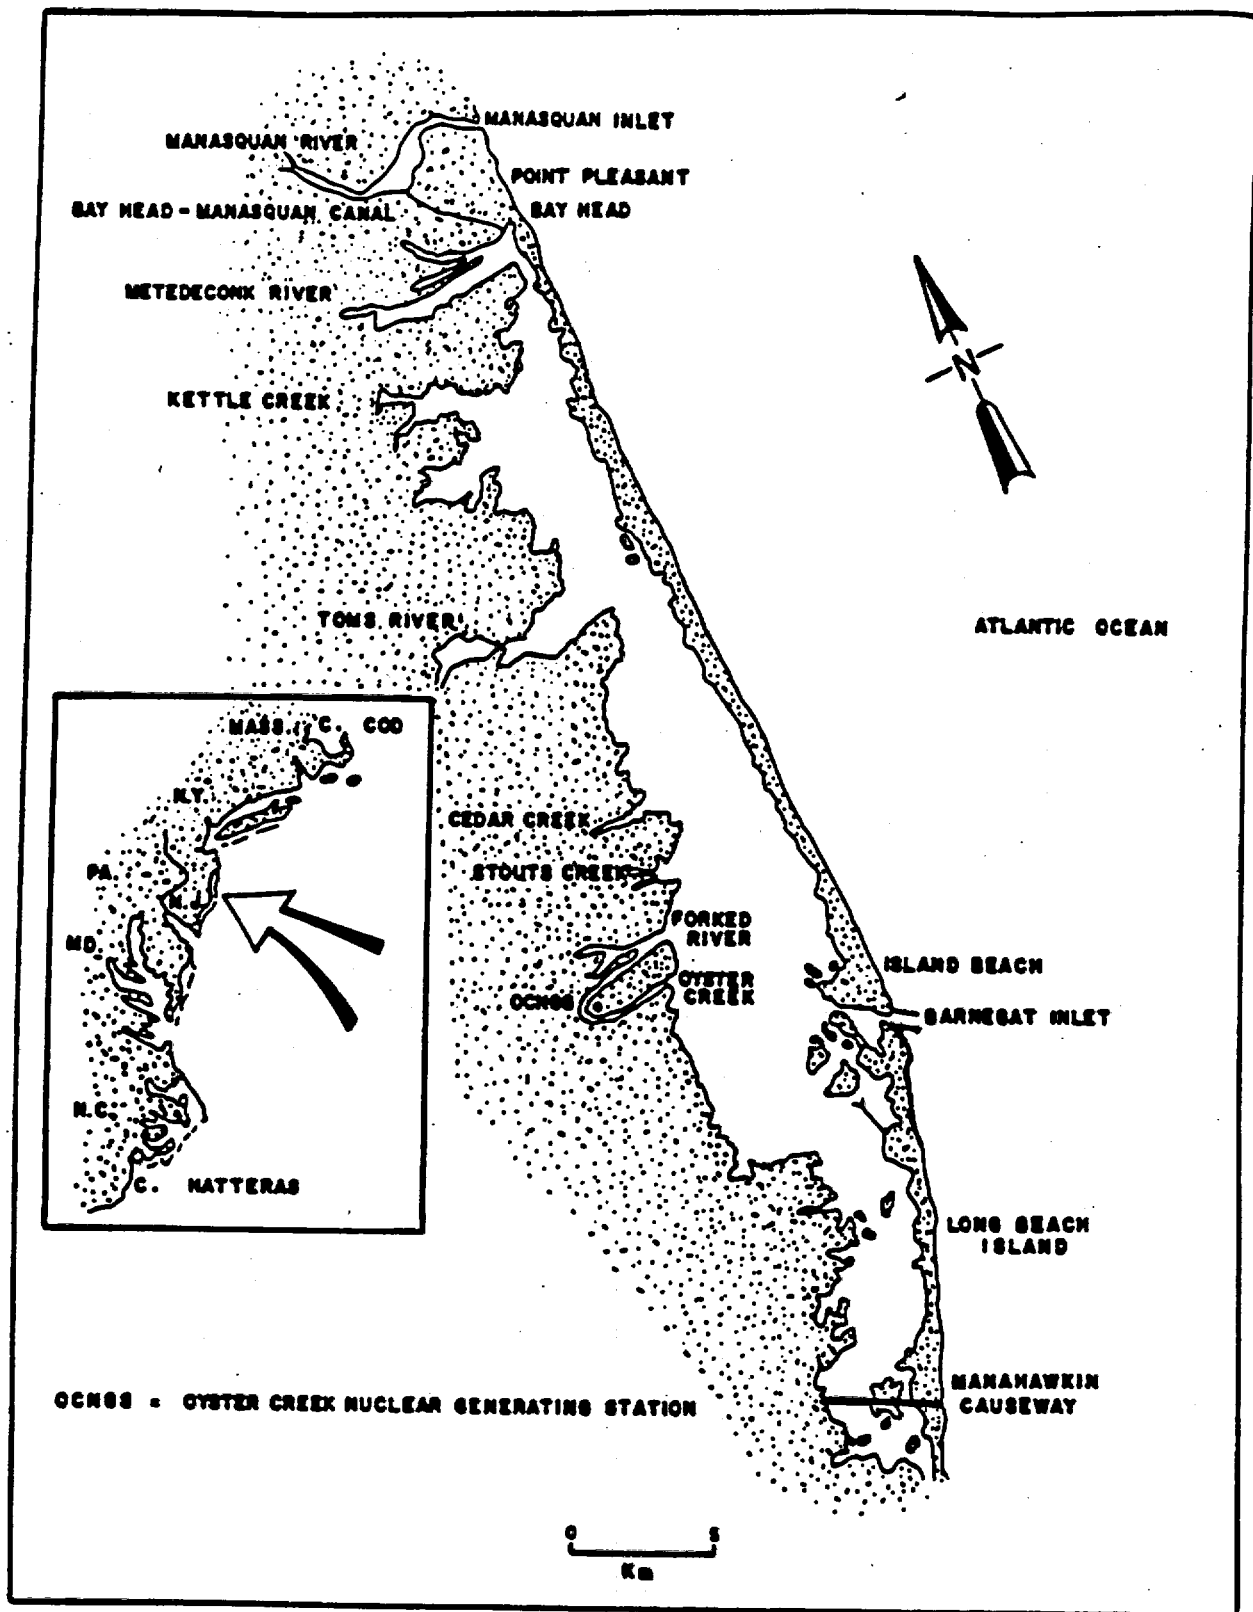 MANASQUAN INLET
MANASQUAN RIVER
POINT PLEASANT
BAY HEAD - MANASQUAN CANAL
BAY HEAD
METEDECONK RIVER
N
KETTLE CREEK
TOMS RIVER
ATLANTIC OCEAN
MASS.
C. COD
N.Y.
PA.
N.J.
MD.
N.C.
C. HATTERAS
CEDAR CREEK
STOUTS CREEK
FORKED
RIVER
OYSTER
CREEK
OCNGS
ISLAND BEACH
BARNEGAT INLET
LONG BEACH
ISLAND
MANAHAWKIN
CAUSEWAY
OCNGS = OYSTER CREEK NUCLEAR GENERATING STATION
0 5
Km